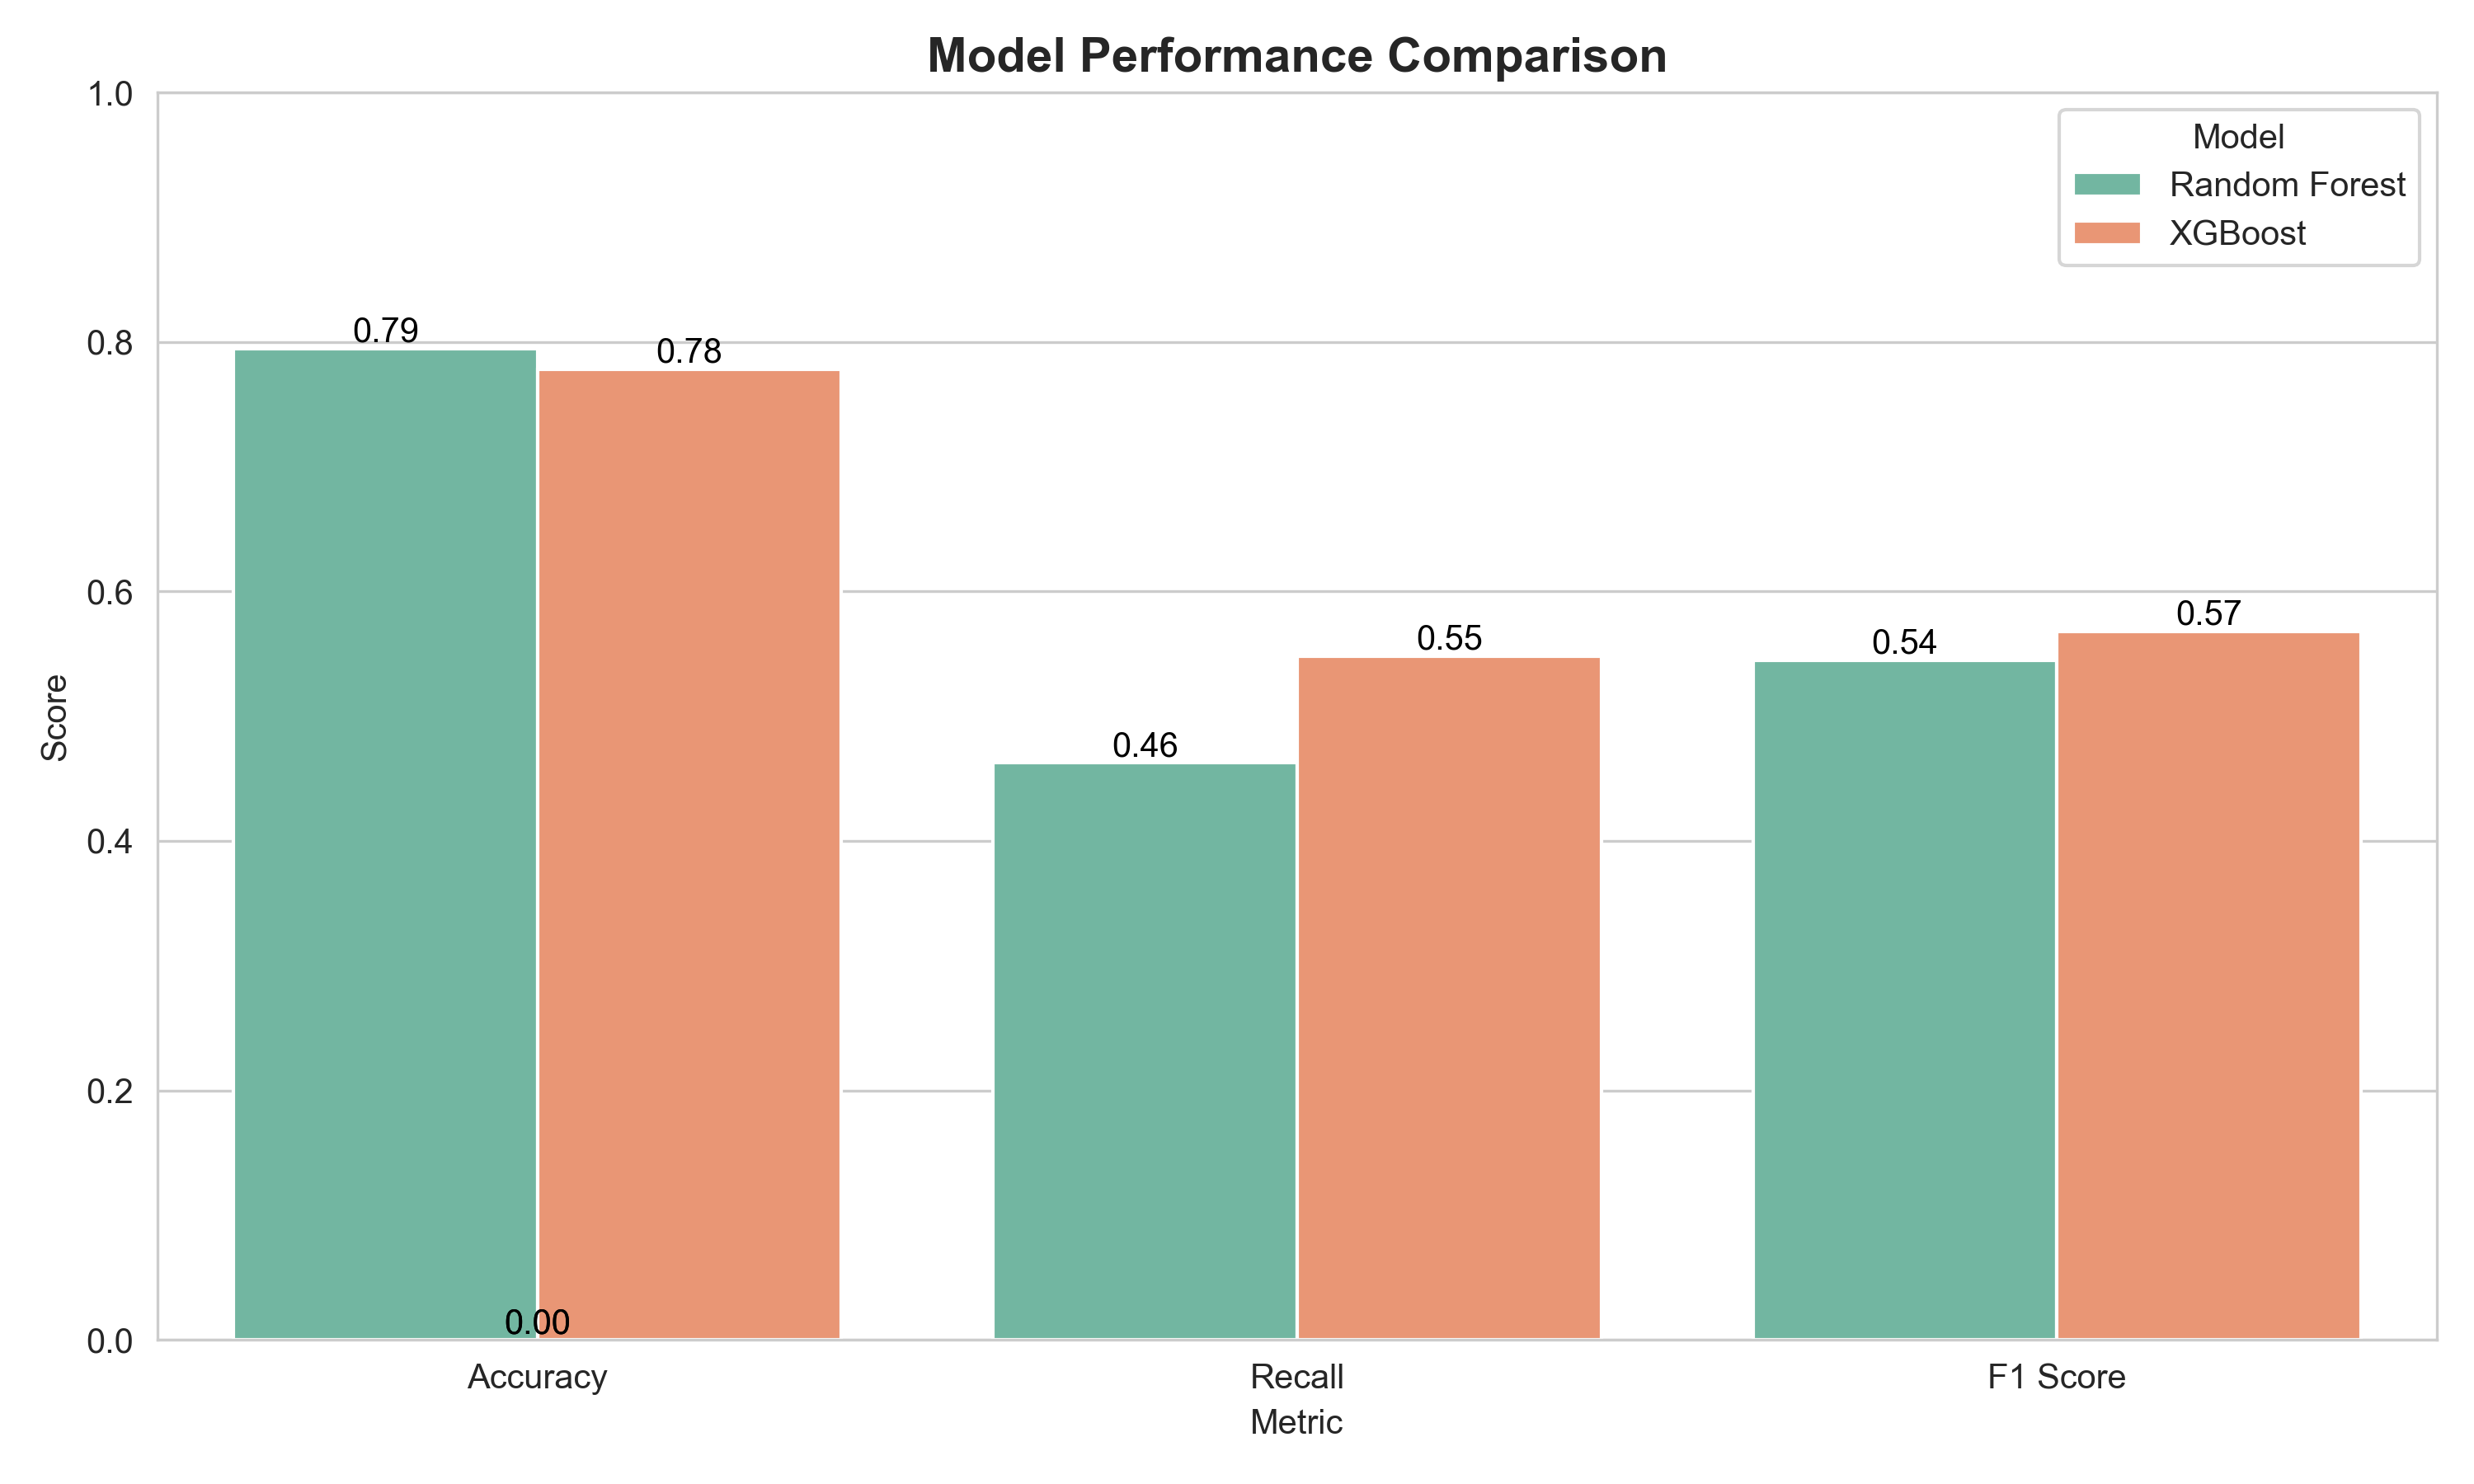 Model Performance Comparison
1.0
0.8
0.6
0.4
0.2
0.0
Score
Model
Random Forest
XGBoost
0.79
0.78
0.46
0.55
0.54
0.57
0.00
Accuracy
Recall
F1 Score
Metric